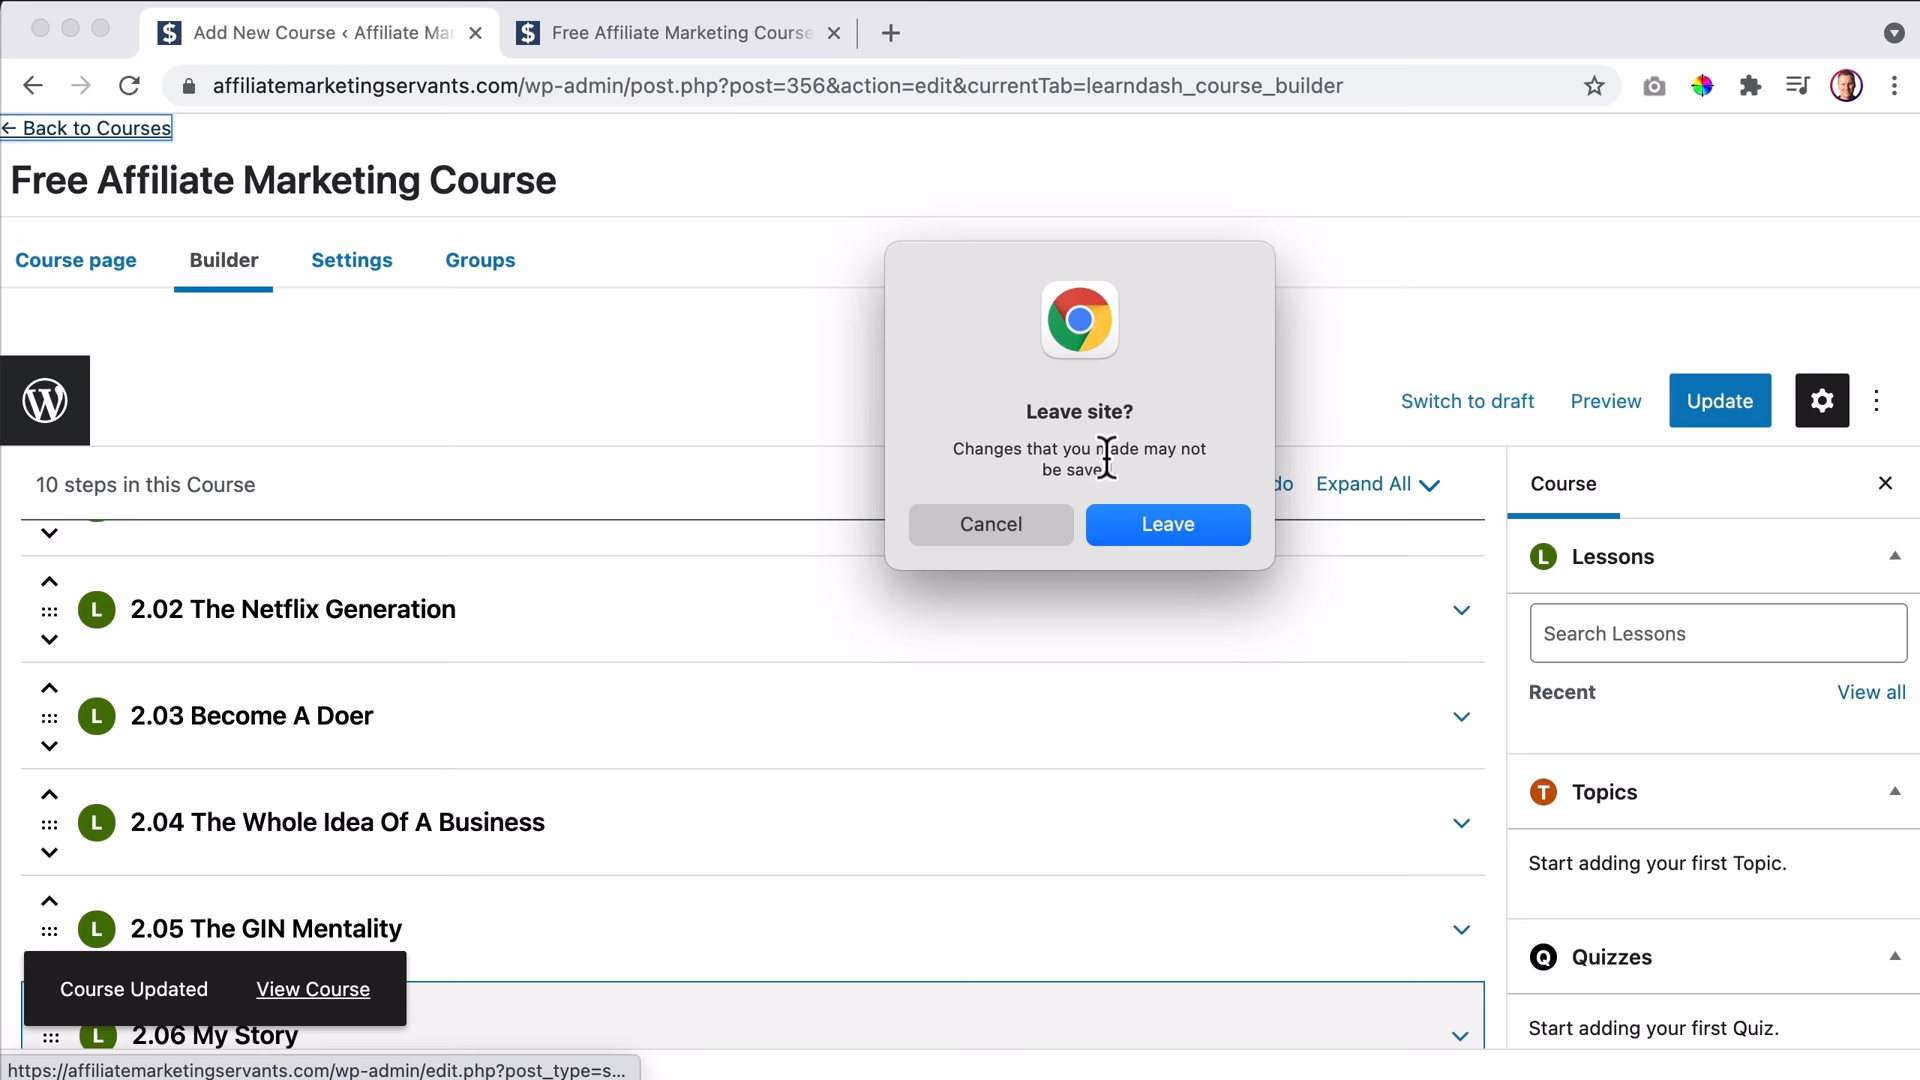 Add New Course ‹ Affiliate Mar
Free Affiliate Marketing Course
affiliatemarketingservants.com/wp-admin/post.php?post=356&action=edit&currentTab=learndash_course_builder
← Back to Courses
Free Affiliate Marketing Course
Course page
Builder
Settings
Groups
Leave site?
Changes that you made may not
be save
Cancel
Leave
Switch to draft
Preview
Update
10 steps in this Course
do
Expand All
Course
L Lessons
Search Lessons
Recent
View all
L 2.02 The Netflix Generation
L 2.03 Become A Doer
T Topics
Start adding your first Topic.
L 2.04 The Whole Idea Of A Business
L 2.05 The GIN Mentality
Q Quizzes
Start adding your first Quiz.
Course Updated
View Course
L 2.06 My Story
https://affiliatemarketingservants.com/wp-admin/edit.php?post_type=s...